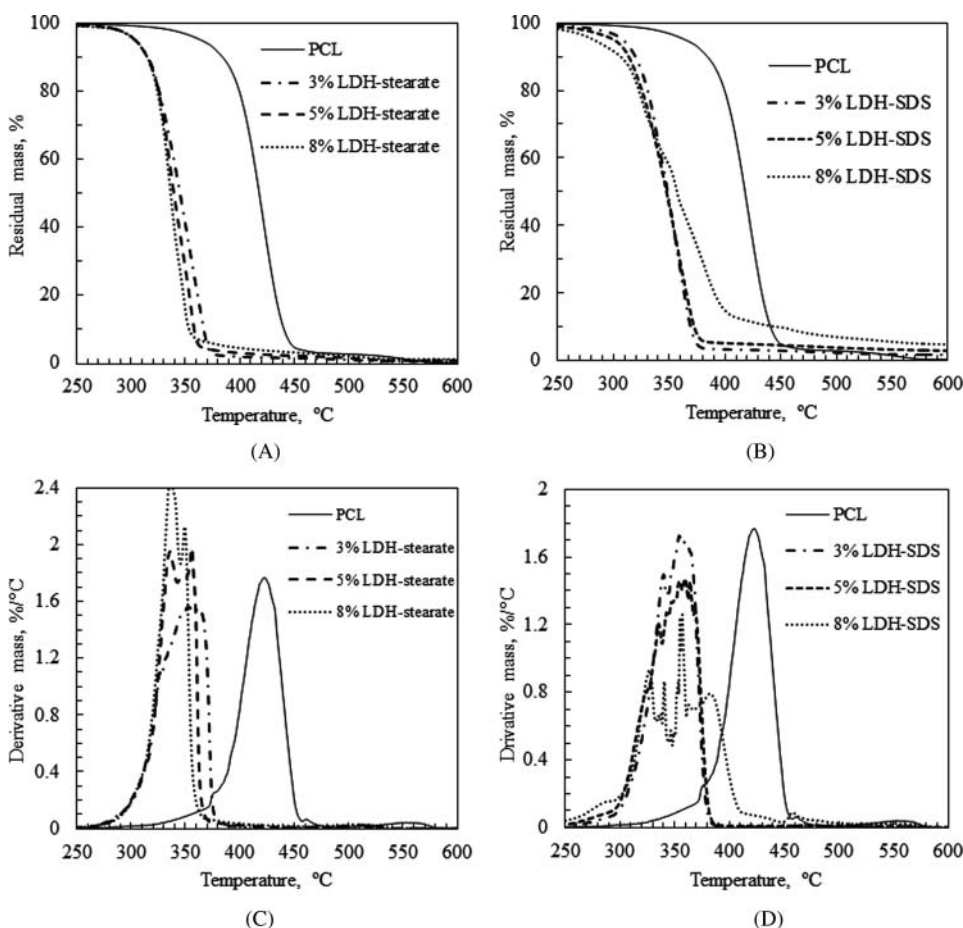 100
80
60
40
20
0
Residual mass, %
PCL
3% LDH-stearate
5% LDH-stearate
8% LDH-stearate
250 300 350 400 450 500 550 600
Temperature, °C
(A)
100
80
60
40
20
0
Residual mass, %
PCL
3% LDH-SDS
5% LDH-SDS
8% LDH-SDS
250 300 350 400 450 500 550 600
Temperature, °C
(B)
2.4
2
1.6
1.2
0.8
0.4
0
Derivative mass, %/°C
PCL
3% LDH-stearate
5% LDH-stearate
8% LDH-stearate
250 300 350 400 450 500 550 600
Temperature, °C
(C)
2
1.6
1.2
0.8
0.4
0
Drivative mass, %/°C
PCL
3% LDH-SDS
5% LDH-SDS
8% LDH-SDS
250 300 350 400 450 500 550 600
Temperature, °C
(D)